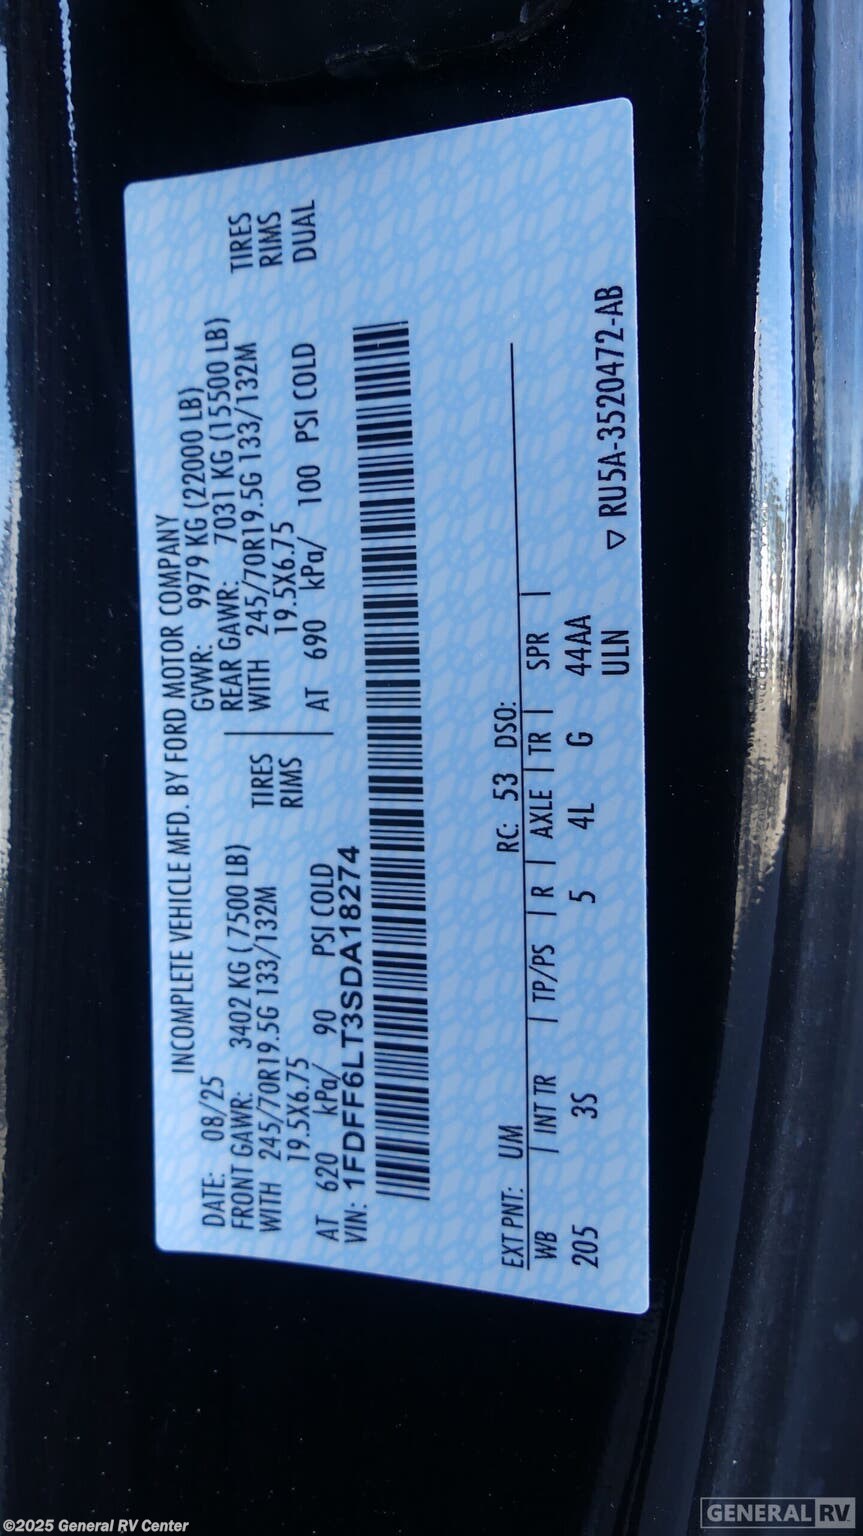 INCOMPLETE VEHICLE MFD. BY FORD MOTOR COMPANY
DATE: 08/25 GVWR: 9979 KG (22000 LB)
FRONT GAWR: 3402 KG ( 7500 LB) REAR GAWR: 7031 KG (15500 LB)
WITH 245/70R19.5G 133/132M TIRES WITH 245/70R19.5G 133/132M TIRES
19.5X6.75 RIMS 19.5X6.75 RIMS
AT 620 kPa/ 90 PSI COLD AT 690 kPa/ 100 PSI COLD DUAL
VIN: 1FDFF6LT3SDA18274
EXT PNT: UM RC: 53 DSO:
WB | INT TR | TP/PS | R | AXLE | TR | SPR |
205 3S 5 4L G 44AA
ULN
▽ RU5A-3520472-AB
©2025 General RV Center
GENERAL RV